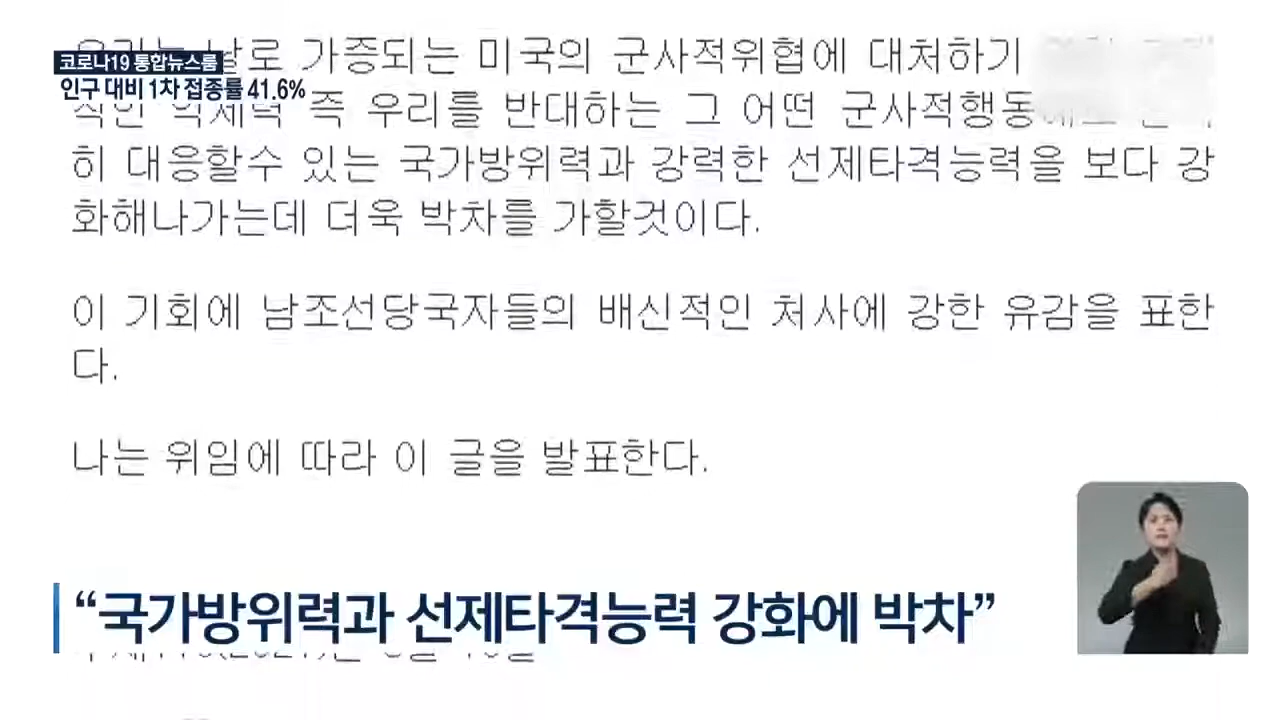 코로나19 통합뉴스룸
인구 대비 1차 접종률 41.6%
날로 가증되는 미국의 군사적위협에 대처하기
적인 억제력 즉 우리를 반대하는 그 어떤 군사적행동
히 대응할수 있는 국가방위력과 강력한 선제타격능력을 보다 강
화해나가는데 더욱 박차를 가할것이다.
이 기회에 남조선당국자들의 배신적인 처사에 강한 유감을 표한
다.
나는 위임에 따라 이 글을 발표한다.
“국가방위력과 선제타격능력 강화에 박차”